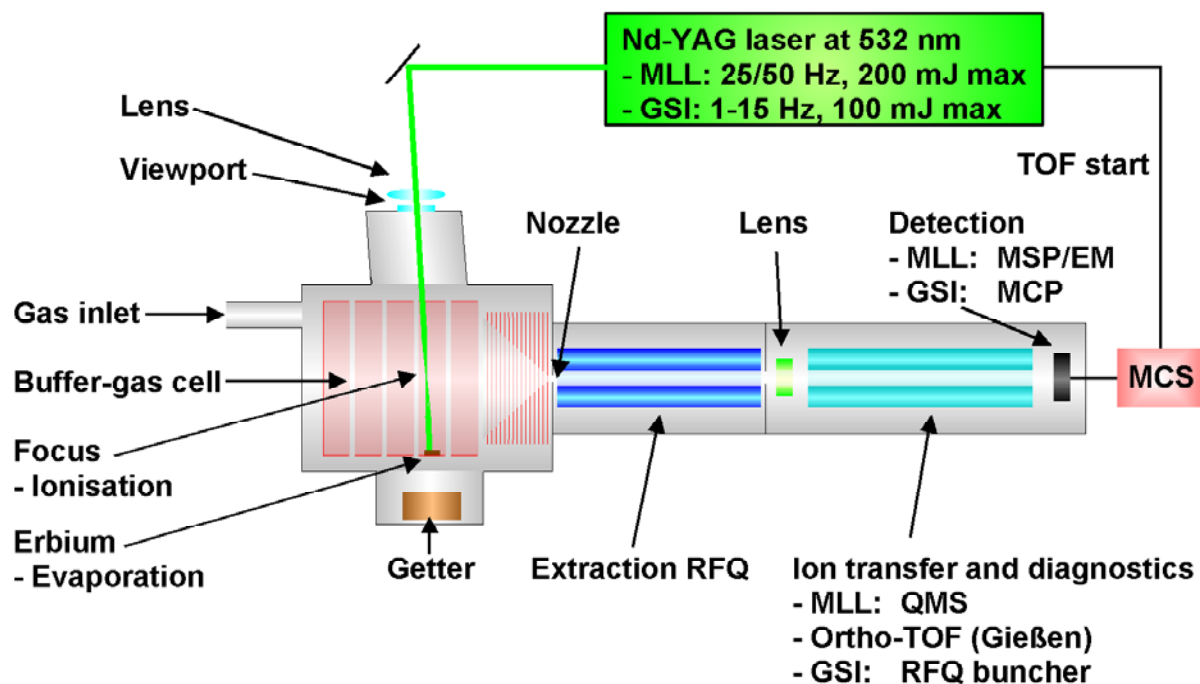 Nd-YAG laser at 532 nm
- MLL: 25/50 Hz, 200 mJ max
- GSI: 1-15 Hz, 100 mJ max
Lens
Viewport
TOF start
Nozzle
Lens
Detection
- MLL: MSP/EM
- GSI: MCP
Gas inlet
Buffer-gas cell
MCS
Focus
- Ionisation
Erbium
- Evaporation
Getter
Extraction RFQ
Ion transfer and diagnostics
- MLL: QMS
- Ortho-TOF (Gießen)
- GSI: RFQ buncher